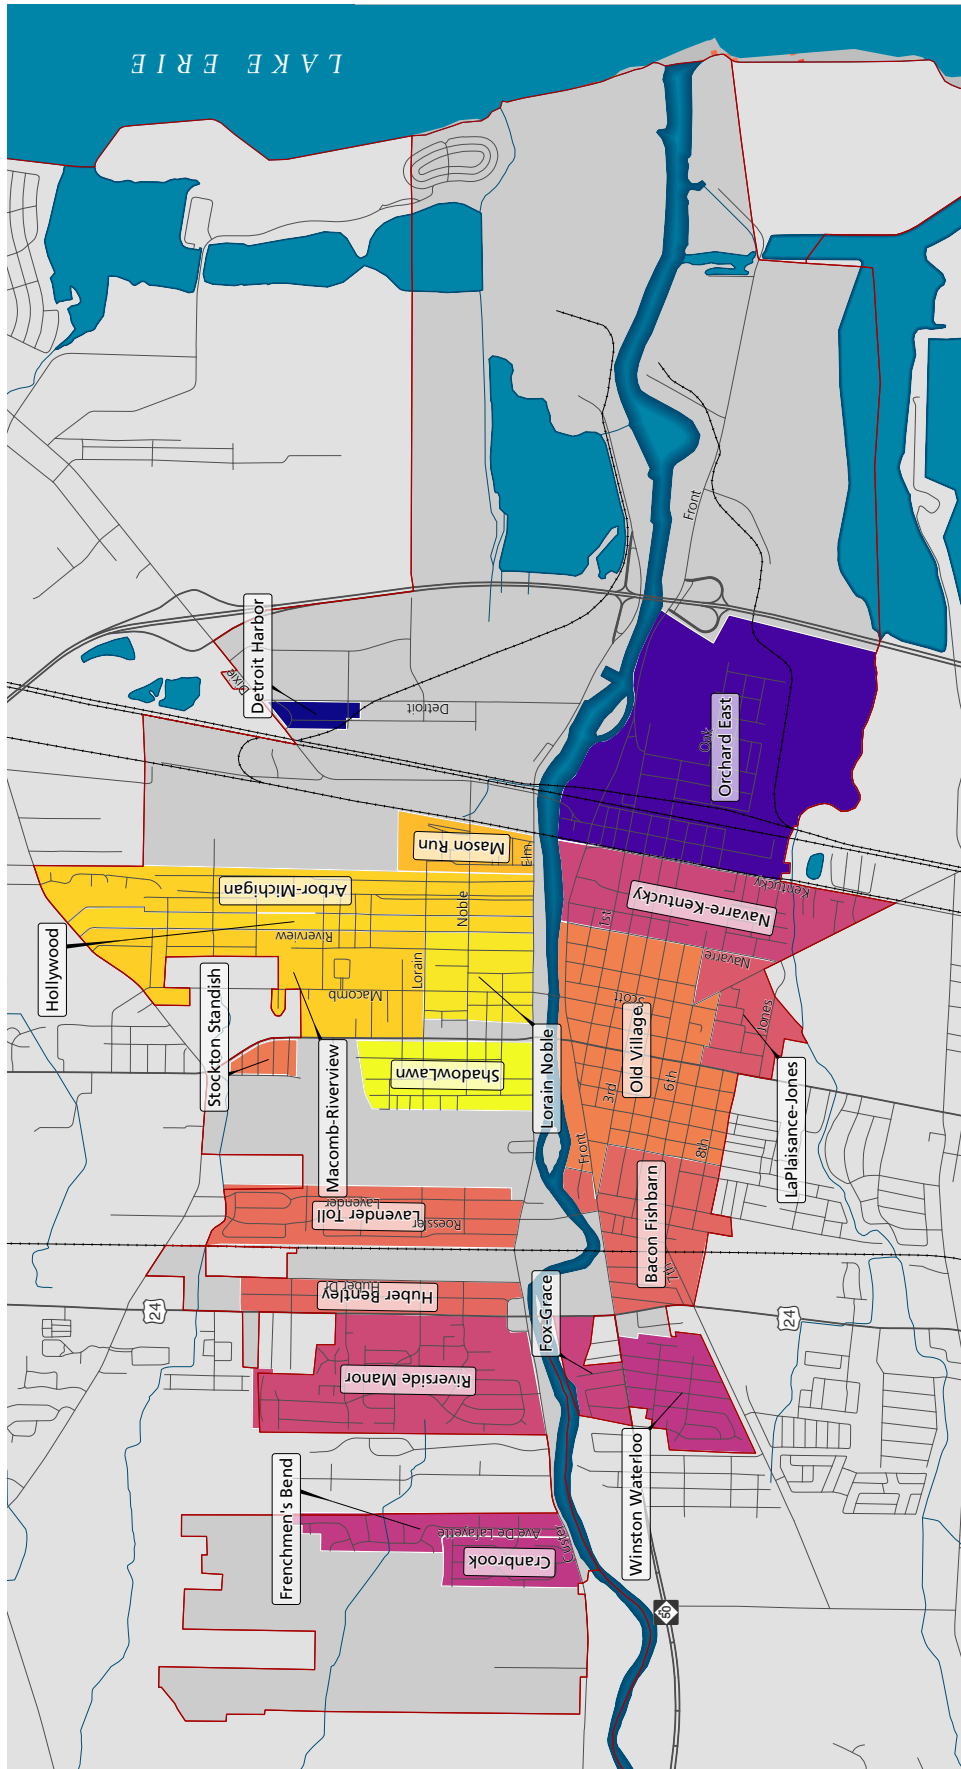 LAKE ERIE
Front
Detroit Harbor
Dixie
Detroit
Orchard East
Oak
Mason Run
Elm
Arbor-Michigan
Noble
Navarre-Kentucky
Kentucky
1st
Hollywood
Riverview
Lorain
Navarre
Macomb
Scott
Jones
Stockton Standish
Macomb-Riverview
ShadowLawn
Lorain Noble
Old Village
3rd
6th
LaPlaisance-Jones
Front
8th
Lavender
Lavender Toll
Roessler
Bacon Fishbarn
7th
Huber Dr
Huber Bentley
Fox-Grace
24
24
Riverside Manor
Winston Waterloo
Frenchmen's Bend
Ave De Lafayette
Custer
Cranbrook
50